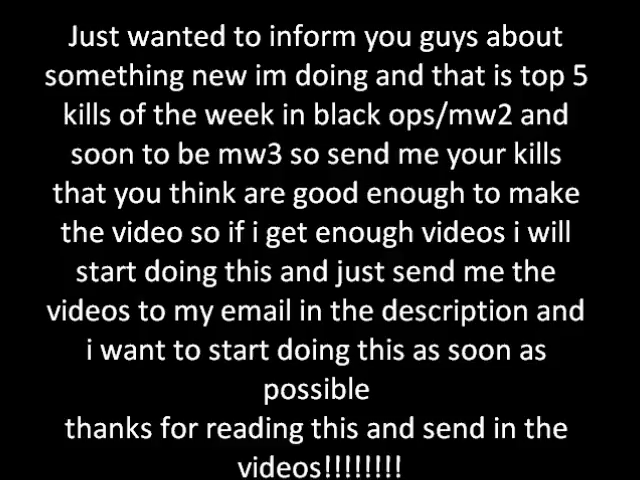 Just wanted to inform you guys about
something new im doing and that is top 5
kills of the week in black ops/mw2 and
soon to be mw3 so send me your kills
that you think are good enough to make
the video so if i get enough videos i will
start doing this and just send me the
videos to my email in the description and
i want to start doing this as soon as
possible
thanks for reading this and send in the
videos!!!!!!!!